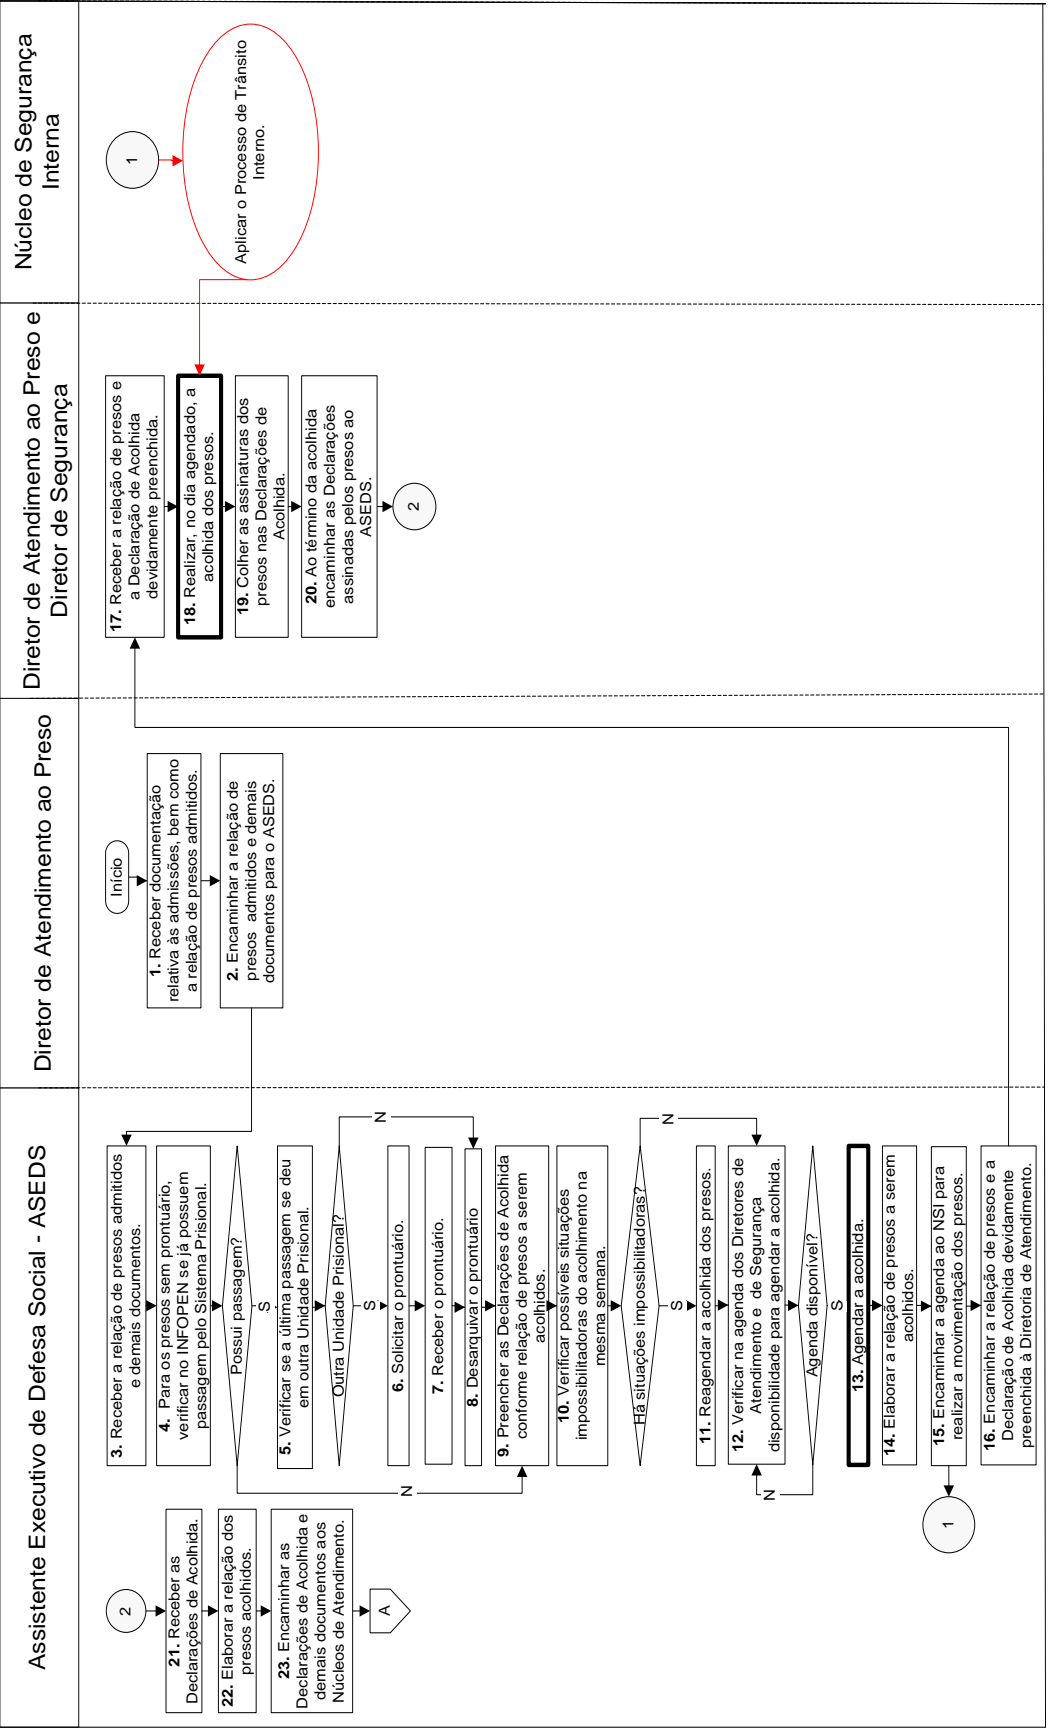 Assistente Executivo de Defesa Social - ASEDS
Diretor de Atendimento ao Preso
Diretor de Atendimento ao Preso e
Diretor de Segurança
Núcleo de Segurança
Interna
Início
1. Receber documentação
relativa às admissões, bem como
a relação de presos admitidos.
2. Encaminhar a relação de
presos admitidos e demais
documentos para o ASEDS.
3. Receber a relação de presos admitidos
e demais documentos.
4. Para os presos sem prontuário,
verificar no INFOPEN se já possuem
passagem pelo Sistema Prisional.
Possui passagem?
S
N
5. Verificar se a última passagem se deu
em outra Unidade Prisional.
Outra Unidade Prisional?
S
N
6. Solicitar o prontuário.
7. Receber o prontuário.
8. Desarquivar o prontuário
9. Preencher as Declarações de Acolhida
conforme relação de presos a serem
acolhidos.
10. Verificar possíveis situações
impossibilitadoras do acolhimento na
mesma semana.
Há situações impossibilitadoras?
S
N
11. Reagendar a acolhida dos presos.
12. Verificar na agenda dos Diretores de
Atendimento e de Segurança
disponibilidade para agendar a acolhida.
Agenda disponível?
S
N
13. Agendar a acolhida.
14. Elaborar a relação de presos a serem
acolhidos.
15. Encaminhar a agenda ao NSI para
realizar a movimentação dos presos.
1
16. Encaminhar a relação de presos e a
Declaração de Acolhida devidamente
preenchida à Diretoria de Atendimento.
17. Receber a relação de presos e
a Declaração de Acolhida
devidamente preenchida.
18. Realizar, no dia agendado, a
acolhida dos presos.
19. Colher as assinaturas dos
presos nas Declarações de
Acolhida.
20. Ao término da acolhida
encaminhar as Declarações
assinadas pelos presos ao
ASEDS.
2
1
Aplicar o Processo de Trânsito
Interno.
2
21. Receber as
Declarações de Acolhida.
22. Elaborar a relação dos
presos acolhidos.
23. Encaminhar as
Declarações de Acolhida e
demais documentos aos
Núcleos de Atendimento.
A